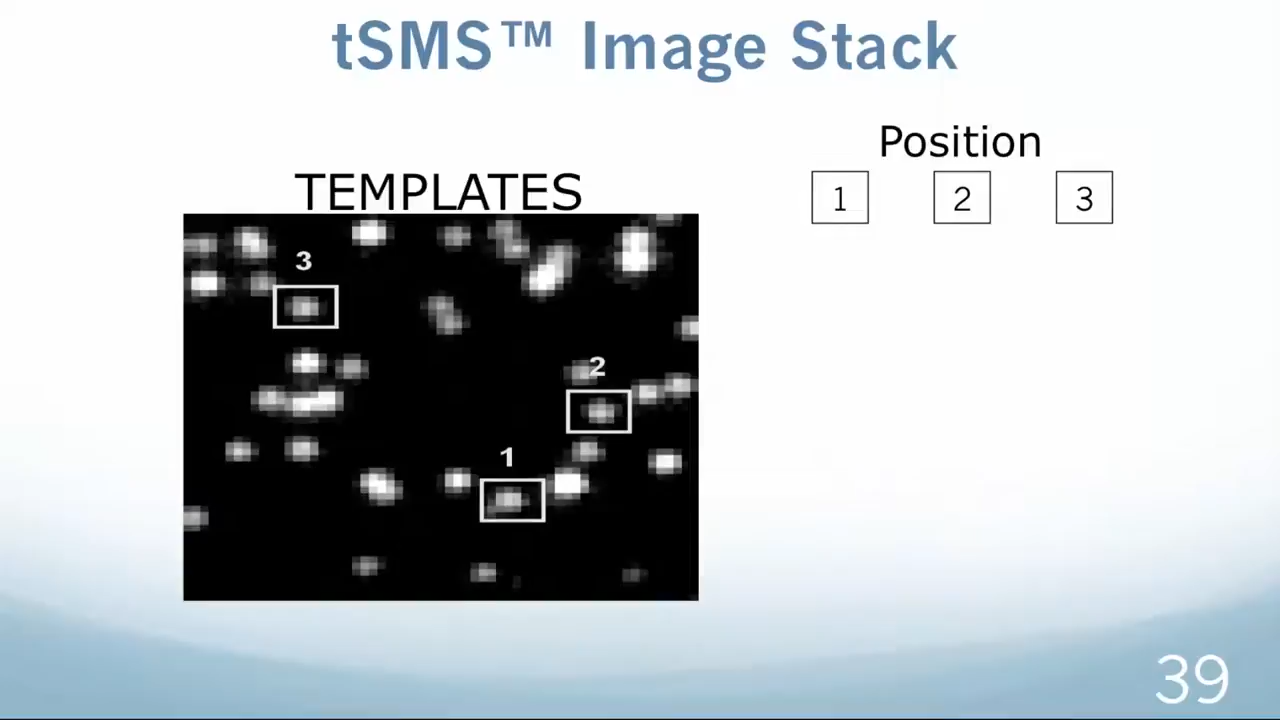 tSMS™ Image Stack
Position
1 2 3
TEMPLATES
3
2
1
39